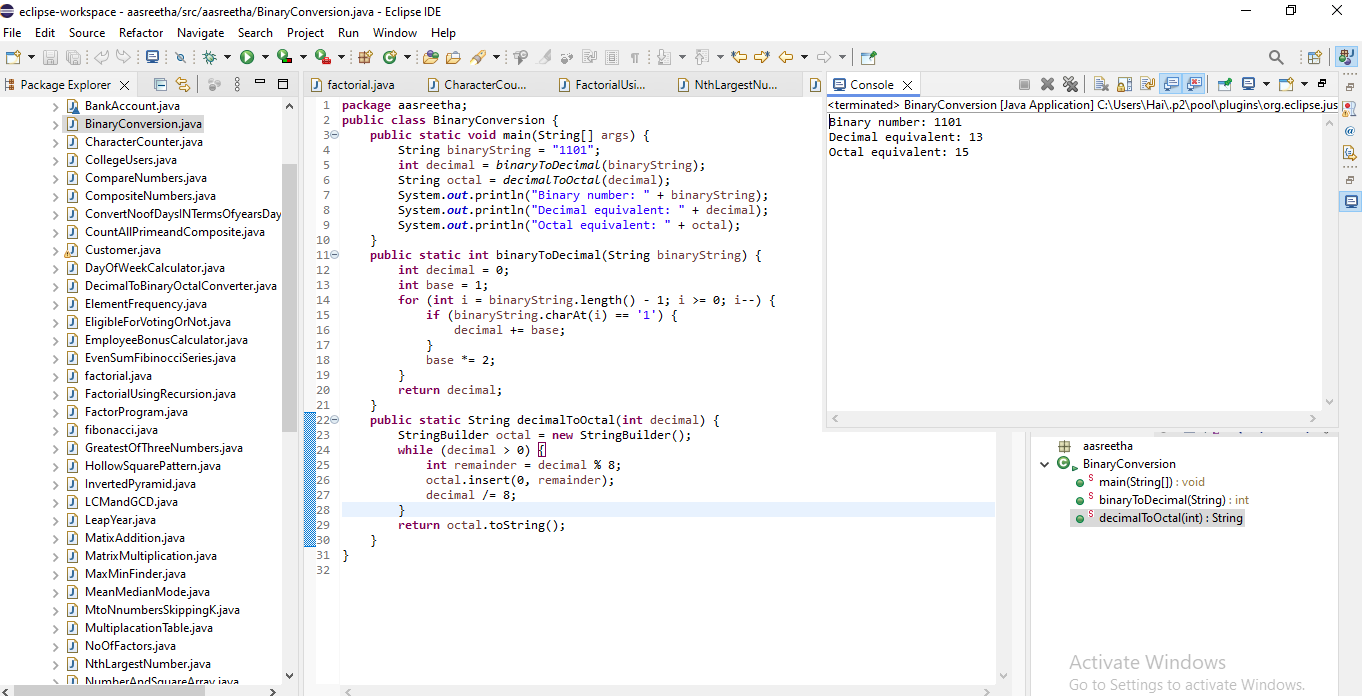 eclipse-workspace - aasreetha/src/aasreetha/BinaryConversion.java - Eclipse IDE
File Edit Source Refactor Navigate Search Project Run Window Help
Package Explorer
BankAccount.java
BinaryConversion.java
CharacterCounter.java
CollegeUsers.java
CompareNumbers.java
CompositeNumbers.java
ConvertNoofDaysINTermsOfyearsDay
CountAllPrimeandComposite.java
Customer.java
DayOfWeekCalculator.java
DecimalToBinaryOctalConverter.java
ElementFrequency.java
EligibleForVotingOrNot.java
EmployeeBonusCalculator.java
EvenSumFibinocciSeries.java
factorial.java
FactorialUsingRecursion.java
FactorProgram.java
fibonacci.java
GreatestOfThreeNumbers.java
HollowSquarePattern.java
InvertedPyramid.java
LCMandGCD.java
LeapYear.java
MatixAddition.java
MatrixMultiplication.java
MaxMinFinder.java
MeanMedianMode.java
MtoNnumbersSkippingK.java
MultiplacationTable.java
NoOfFactors.java
NthLargestNumber.java
NumberAndSquareArray.java
factorial.java CharacterCou... FactorialUsi... NthLargestNu...
1 package aasreetha;
2 public class BinaryConversion {
3 public static void main(String[] args) {
4 String binaryString = "1101";
5 int decimal = binaryToDecimal(binaryString);
6 String octal = decimalToOctal(decimal);
7 System.out.println("Binary number: " + binaryString);
8 System.out.println("Decimal equivalent: " + decimal);
9 System.out.println("Octal equivalent: " + octal);
10 }
11 public static int binaryToDecimal(String binaryString) {
12 int decimal = 0;
13 int base = 1;
14 for (int i = binaryString.length() - 1; i >= 0; i--) {
15 if (binaryString.charAt(i) == '1') {
16 decimal += base;
17 }
18 base *= 2;
19 }
20 return decimal;
21 }
22 public static String decimalToOctal(int decimal) {
23 StringBuilder octal = new StringBuilder();
24 while (decimal > 0) {
25 int remainder = decimal % 8;
26 octal.insert(0, remainder);
27 decimal /= 8;
28 }
29 return octal.toString();
30 }
31 }
32
Console
<terminated> BinaryConversion [Java Application] C:\Users\Hai\.p2\pool\plugins\org.eclipse.jus
Binary number: 1101
Decimal equivalent: 13
Octal equivalent: 15
aasreetha
BinaryConversion
main(String[]) : void
binaryToDecimal(String) : int
decimalToOctal(int) : String
Activate Windows
Go to Settings to activate Windows.